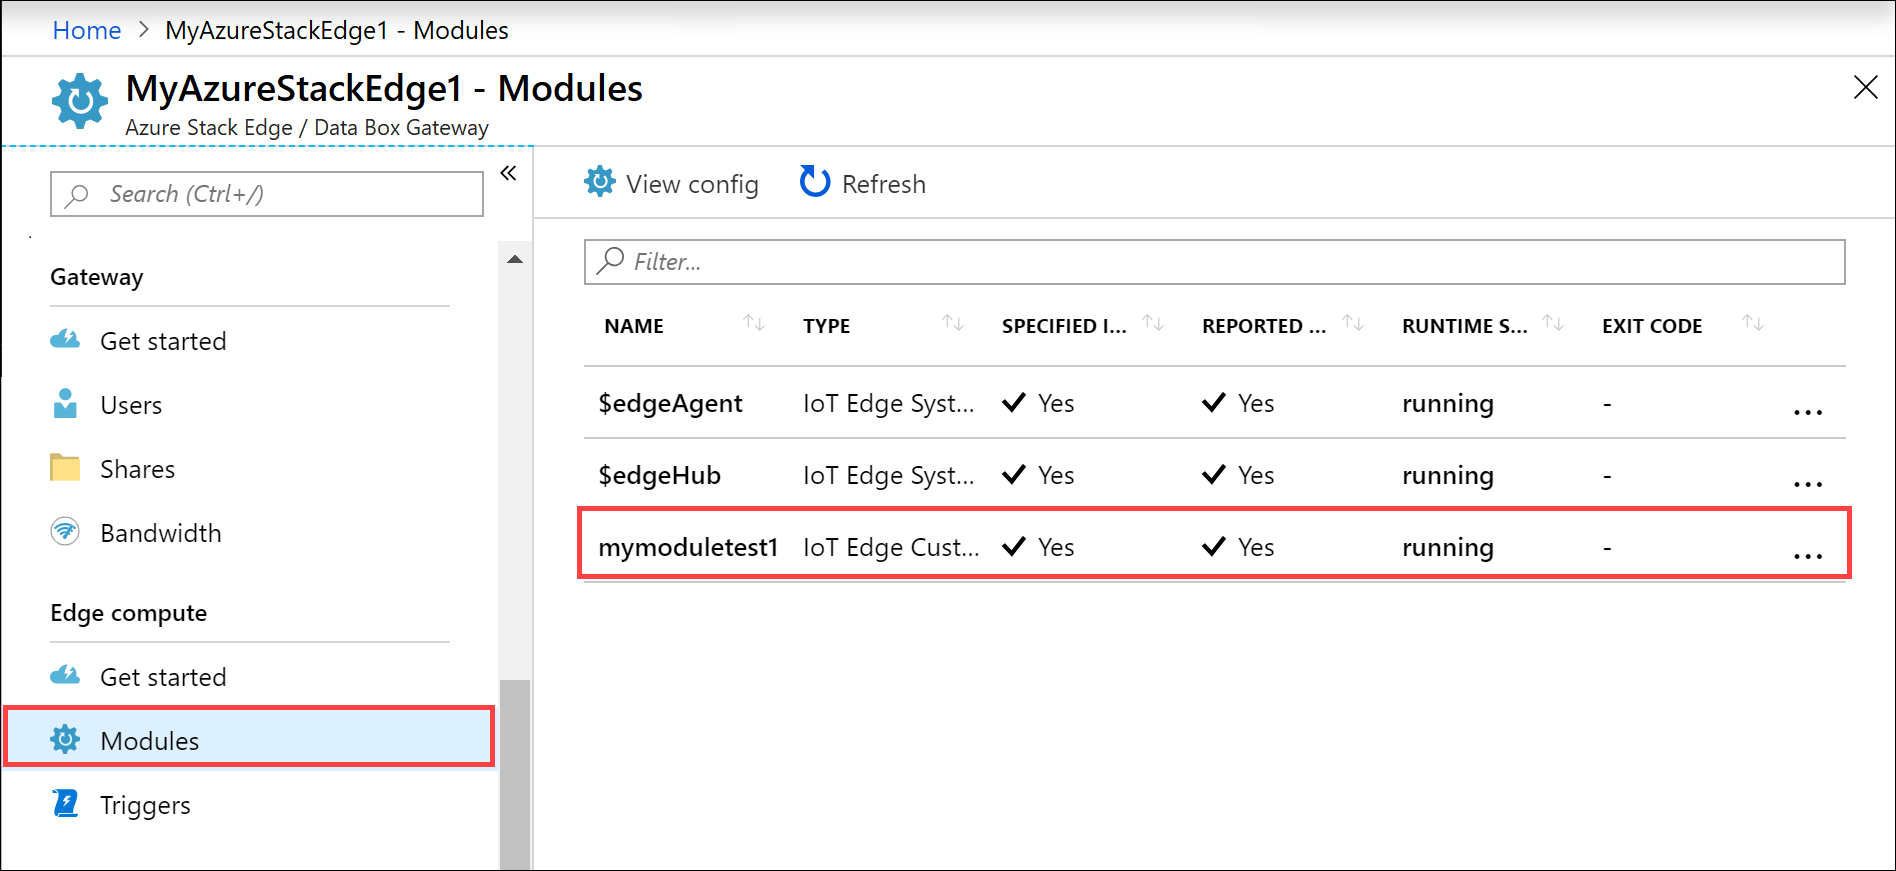 Home > MyAzureStackEdge1 - Modules
MyAzureStackEdge1 - Modules
Azure Stack Edge / Data Box Gateway
Search (Ctrl+/)
«
Gateway
Get started
Users
Shares
Bandwidth
Edge compute
Get started
Modules
Triggers
View config Refresh
Filter...
NAME TYPE SPECIFIED I... REPORTED ... RUNTIME S... EXIT CODE
$edgeAgent IoT Edge Syst... Yes Yes running - ...
$edgeHub IoT Edge Syst... Yes Yes running - ...
mymoduletest1 IoT Edge Cust... Yes Yes running - ...